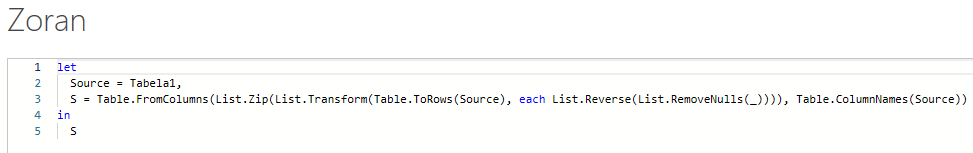 Zoran
1 let
2 Source = Tabela1,
3 S = Table.FromColumns(List.Zip(List.Transform(Table.ToRows(Source), each List.Reverse(List.RemoveNulls(_)))), Table.ColumnNames(Source))
4 in
5 S